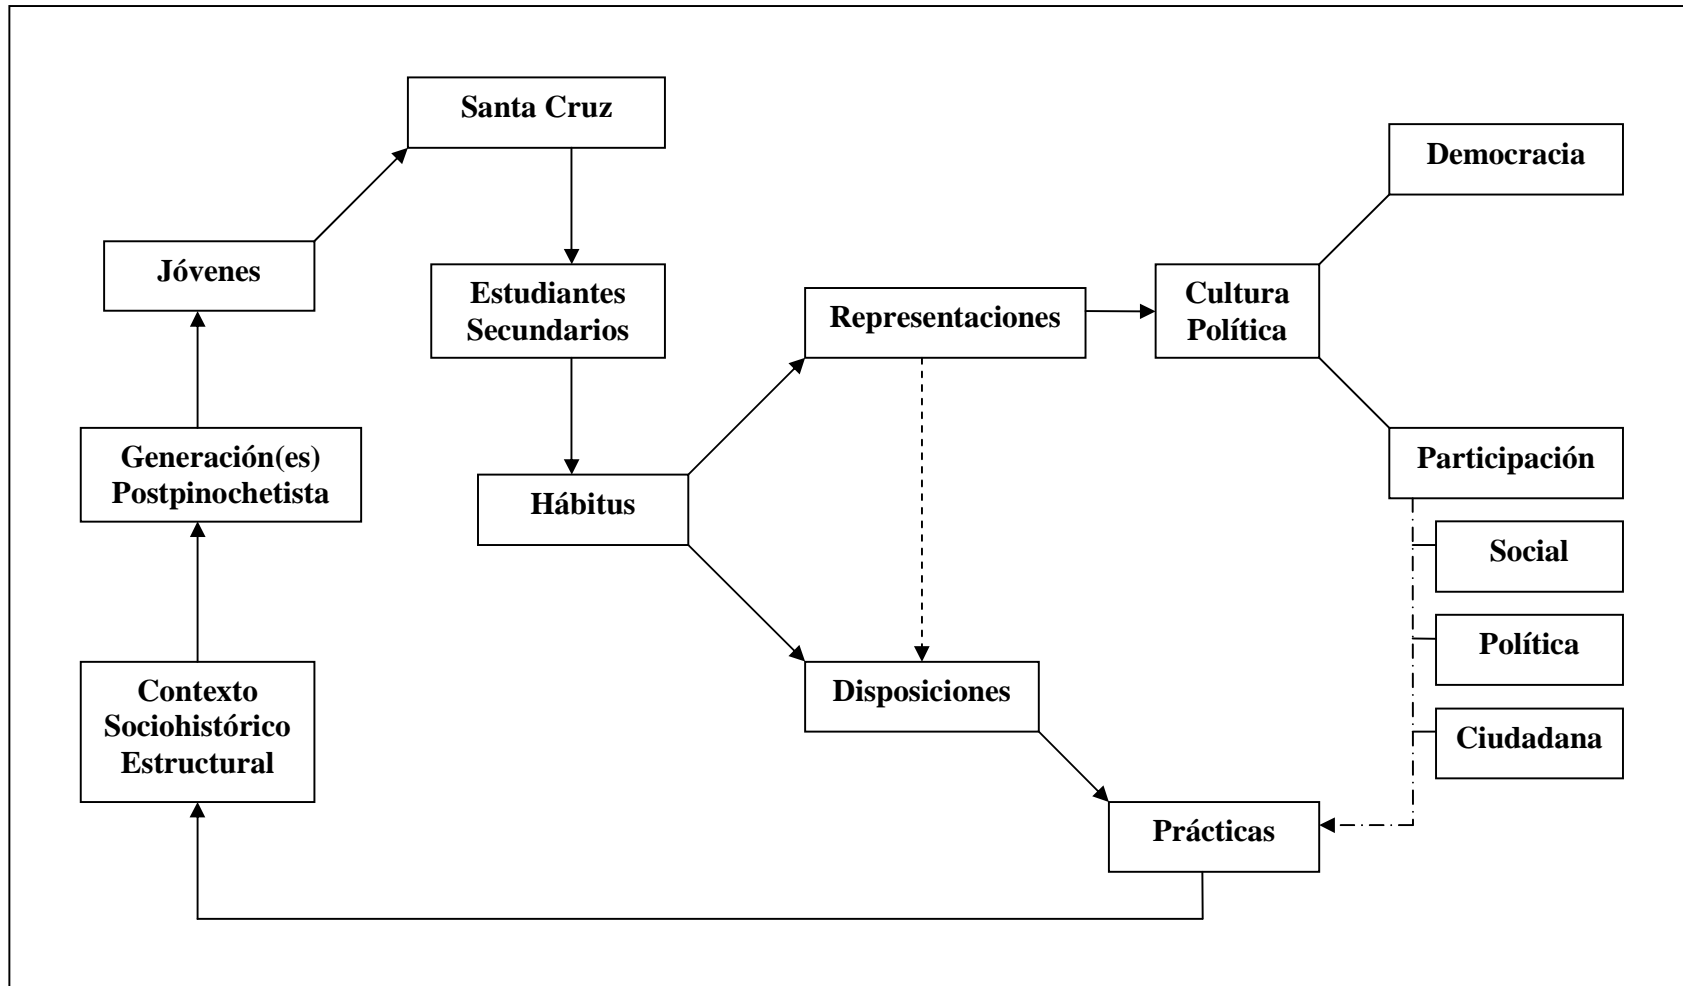 Santa Cruz
Democracia
Jóvenes
Estudiantes
Secundarios
Representaciones
Cultura
Política
Generación(es)
Postpinochetista
Hábitus
Participación
Social
Política
Ciudadana
Contexto
Sociohistórico
Estructural
Disposiciones
Prácticas